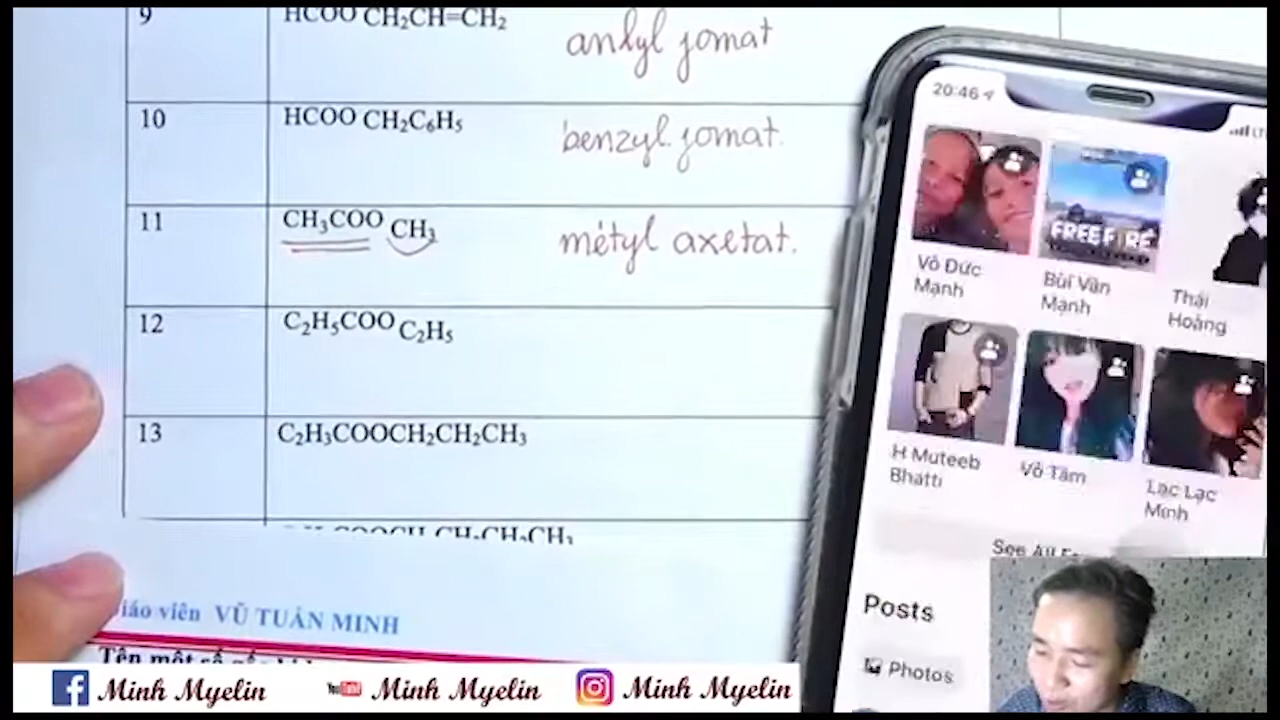 9 HCOO CH₂CH=CH₂ anlyl fomat
10 HCOO CH₂C₆H₅ benzyl fomat.
11 CH₃COO CH₃ métyl axetat.
12 C₂H₅COO C₂H₅
13 C₂H₃COOCH₂CH₂CH₃
Giáo viên VŨ TUẤN MINH
20:46
FREE FIRE
Võ Đức Mạnh
Bùi Văn Mạnh
Thái Hoàng
H Muteeb Bhatti
Võ Tâm
Lạc Lạc Minh
See All
Posts
Photos
Minh Myelin
YouTube Minh Myelin
Minh Myelin